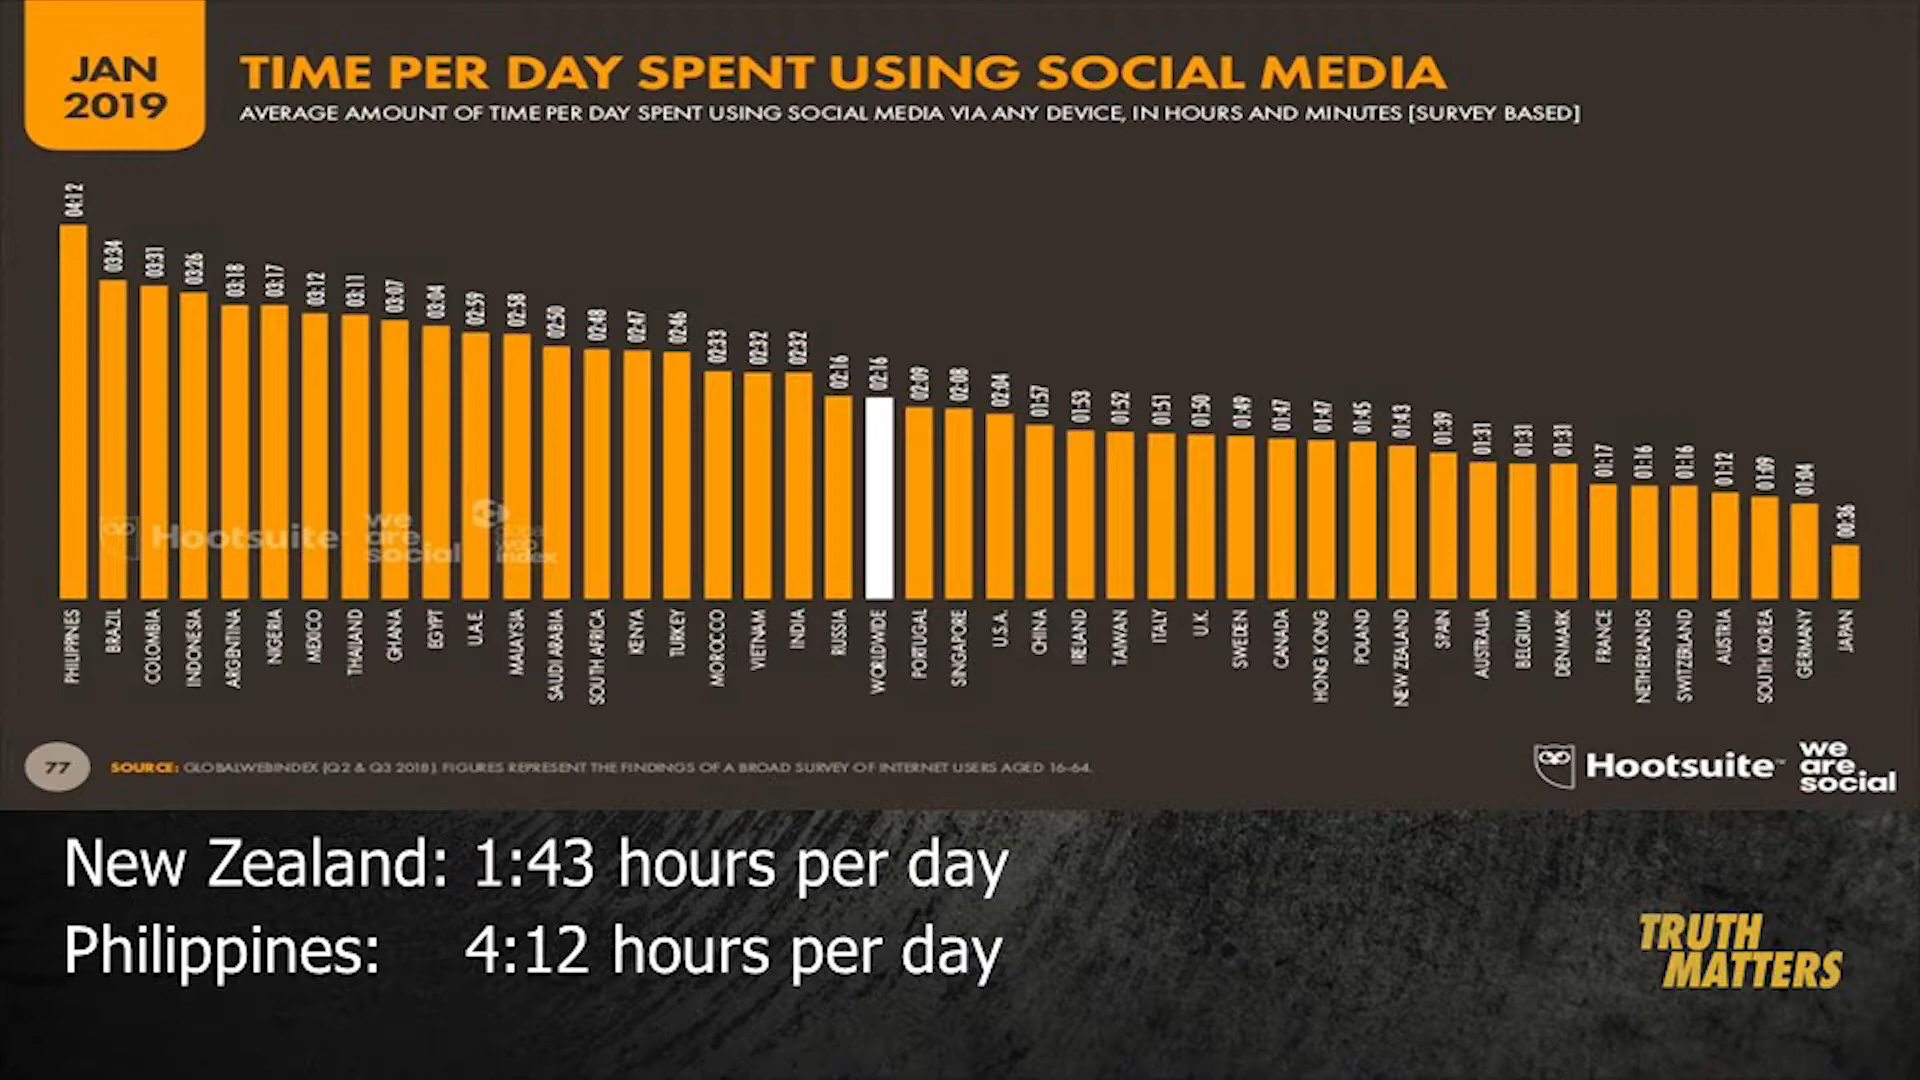 JAN
2019
TIME PER DAY SPENT USING SOCIAL MEDIA
AVERAGE AMOUNT OF TIME PER DAY SPENT USING SOCIAL MEDIA VIA ANY DEVICE, IN HOURS AND MINUTES [SURVEY BASED]
04:12
03:34
03:31
03:26
03:18
03:17
03:12
03:11
03:07
03:04
02:59
02:58
02:50
02:48
02:47
02:46
02:33
02:32
02:32
02:16
02:16
02:09
02:08
02:04
01:57
01:53
01:52
01:51
01:50
01:49
01:47
01:47
01:45
01:43
01:39
01:31
01:31
01:31
01:17
01:16
01:16
01:12
01:09
01:04
00:36
Hootsuite
we
are
social
index
PHILIPPINES
BRAZIL
COLOMBIA
INDONESIA
ARGENTINA
NIGERIA
MEXICO
THAILAND
GHANA
EGYPT
U.A.E.
MALAYSIA
SAUDI ARABIA
SOUTH AFRICA
KENYA
TURKEY
MOROCCO
VIETNAM
INDIA
RUSSIA
WORLDWIDE
PORTUGAL
SINGAPORE
U.S.A.
CHINA
IRELAND
TAIWAN
ITALY
U.K.
SWEDEN
CANADA
HONG KONG
POLAND
NEW ZEALAND
SPAIN
AUSTRALIA
BELGIUM
DENMARK
FRANCE
NETHERLANDS
SWITZERLAND
AUSTRIA
SOUTH KOREA
GERMANY
JAPAN
77
SOURCE: GLOBALWEBINDEX (Q2 & Q3 2018). FIGURES REPRESENT THE FINDINGS OF A BROAD SURVEY OF INTERNET USERS AGED 16-64.
Hootsuite™
we
are
social
New Zealand: 1:43 hours per day
Philippines: 4:12 hours per day
TRUTH
MATTERS